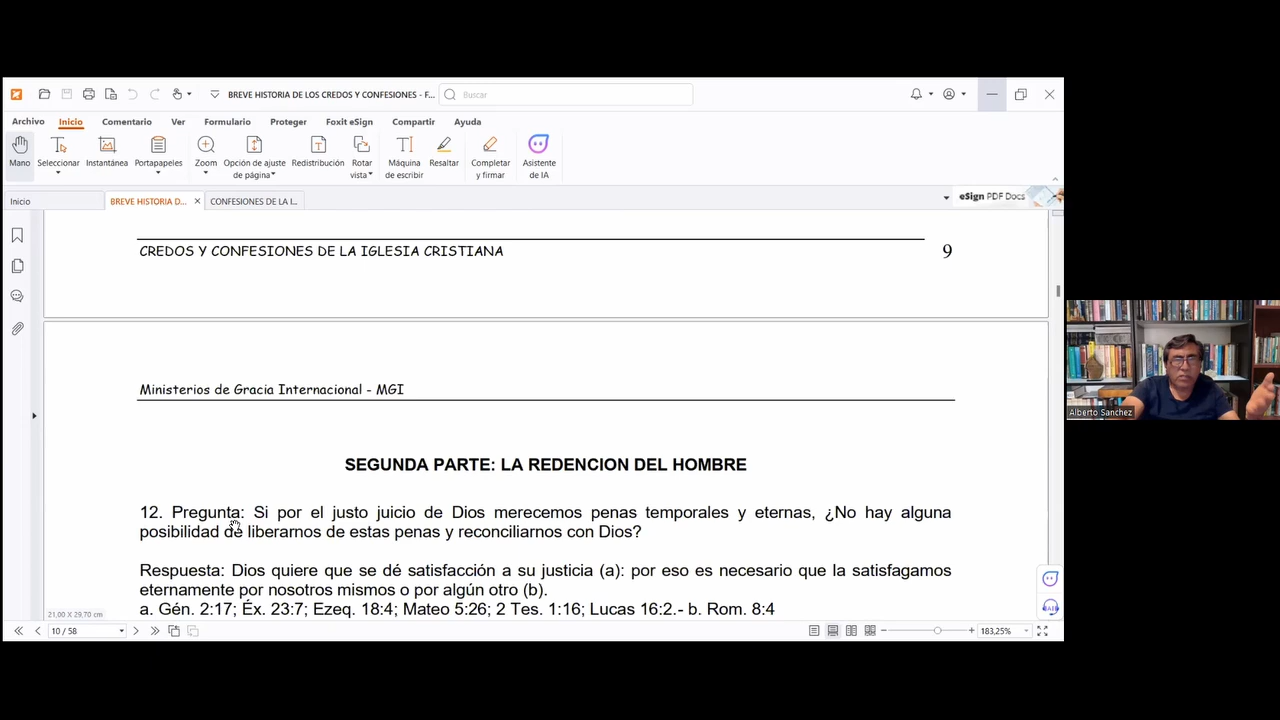 BREVE HISTORIA DE LOS CREDOS Y CONFESIONES - F...
Buscar
Archivo Inicio Comentario Ver Formulario Proteger Foxit eSign Compartir Ayuda
Mano Seleccionar Instantánea Portapapeles Zoom Opción de ajuste de página Redistribución Rotar vista Máquina de escribir Resaltar Completar y firmar Asistente de IA
Inicio BREVE HISTORIA D... CONFESIONES DE LA I... eSign PDF Docs
CREDOS Y CONFESIONES DE LA IGLESIA CRISTIANA 9
Ministerios de Gracia Internacional - MGI
SEGUNDA PARTE: LA REDENCION DEL HOMBRE
12. Pregunta: Si por el justo juicio de Dios merecemos penas temporales y eternas, ¿No hay alguna
posibilidad de liberarnos de estas penas y reconciliarnos con Dios?
Respuesta: Dios quiere que se dé satisfacción a su justicia (a): por eso es necesario que la satisfagamos
eternamente por nosotros mismos o por algún otro (b).
a. Gén. 2:17; Éx. 23:7; Ezeq. 18:4; Mateo 5:26; 2 Tes. 1:16; Lucas 16:2.- b. Rom. 8:4
21,00 X 29,70 cm
10 / 58 183,25%
Alberto Sanchez